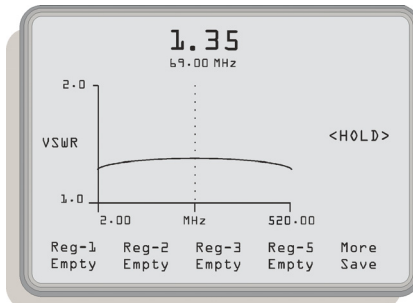 1.35
69.00 MHz
2.0
VSWR
<HOLD>
1.0
2.00 MHz 520.00
Reg-1 Reg-2 Reg-3 Reg-5 More
Empty Empty Empty Empty Save